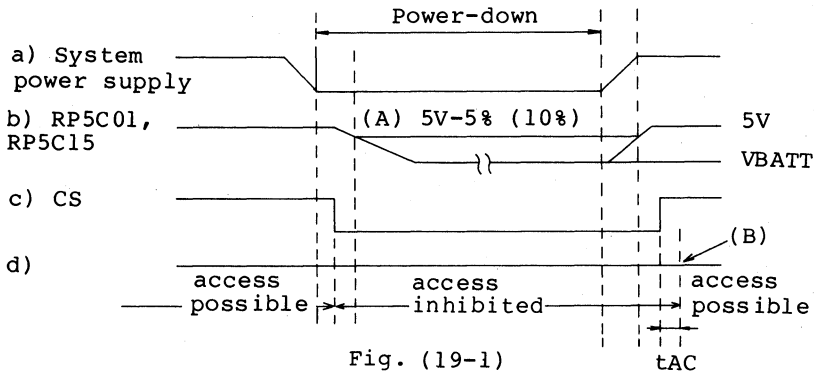 Power-down
a) System
power supply
b) RP5C01,
RP5C15
(A) 5V-5% (10%)
5V
VBATT
c) CS
(B)
d)
access
possible
access
inhibited
access
possible
Fig. (19-1)
tAC